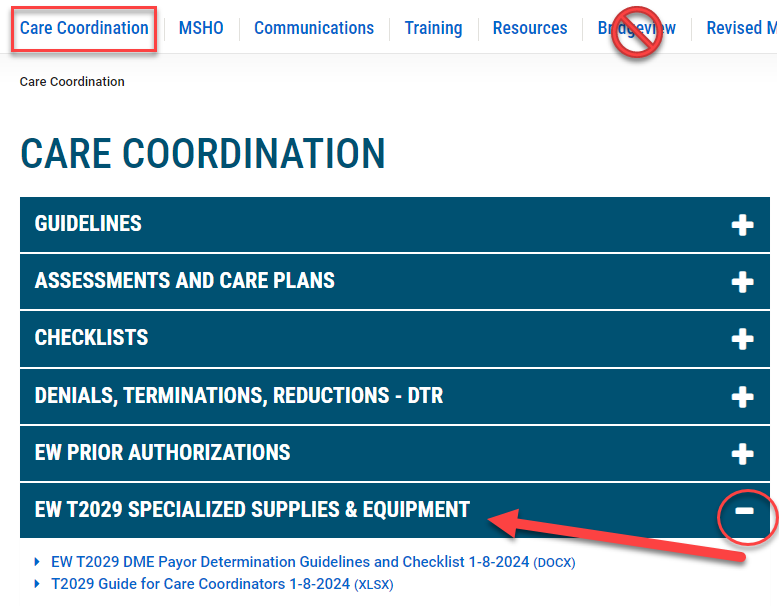 Care Coordination MSHO Communications Training Resources Bridgeview Revised M
Care Coordination
CARE COORDINATION
GUIDELINES
ASSESSMENTS AND CARE PLANS
CHECKLISTS
DENIALS, TERMINATIONS, REDUCTIONS - DTR
EW PRIOR AUTHORIZATIONS
EW T2029 SPECIALIZED SUPPLIES & EQUIPMENT
EW T2029 DME Payor Determination Guidelines and Checklist 1-8-2024 (DOCX)
T2029 Guide for Care Coordinators 1-8-2024 (XLSX)